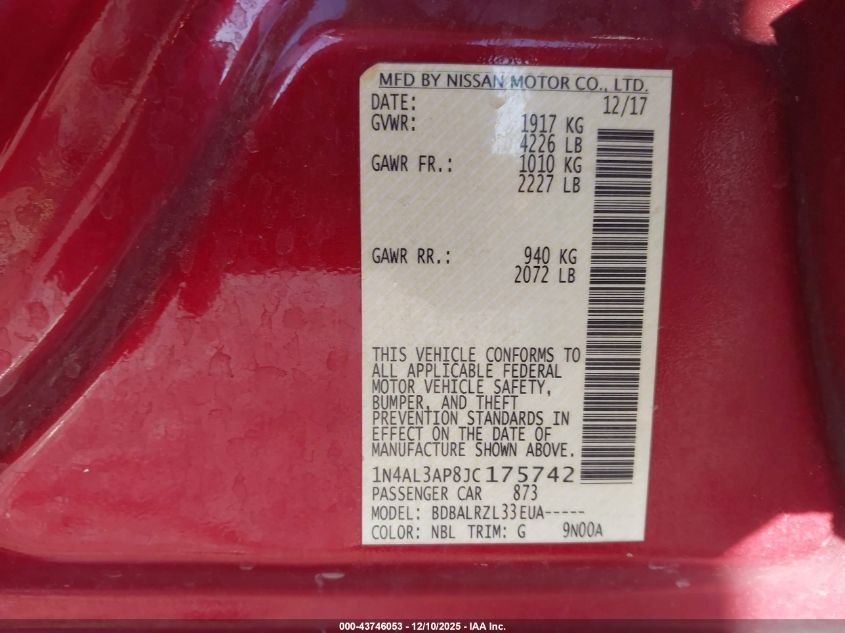 MFD BY NISSAN MOTOR CO., LTD.
DATE: 12/17
GVWR: 1917 KG
4226 LB
GAWR FR.: 1010 KG
2227 LB
GAWR RR.: 940 KG
2072 LB
THIS VEHICLE CONFORMS TO
ALL APPLICABLE FEDERAL
MOTOR VEHICLE SAFETY,
BUMPER, AND THEFT
PREVENTION STANDARDS IN
EFFECT ON THE DATE OF
MANUFACTURE SHOWN ABOVE.
1N4AL3AP8JC175742
PASSENGER CAR 873
MODEL: BDBALRZL33EUA-----
COLOR: NBL TRIM: G 9N00A
000-43746053 — 12/10/2025 — IAA Inc.